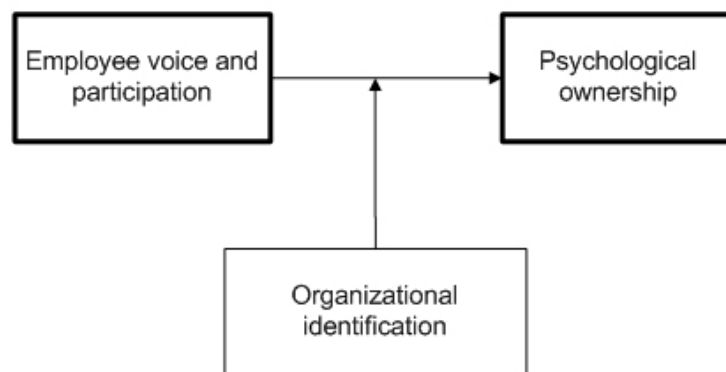 Employee voice and
participation
Psychological
ownership
Organizational
identification